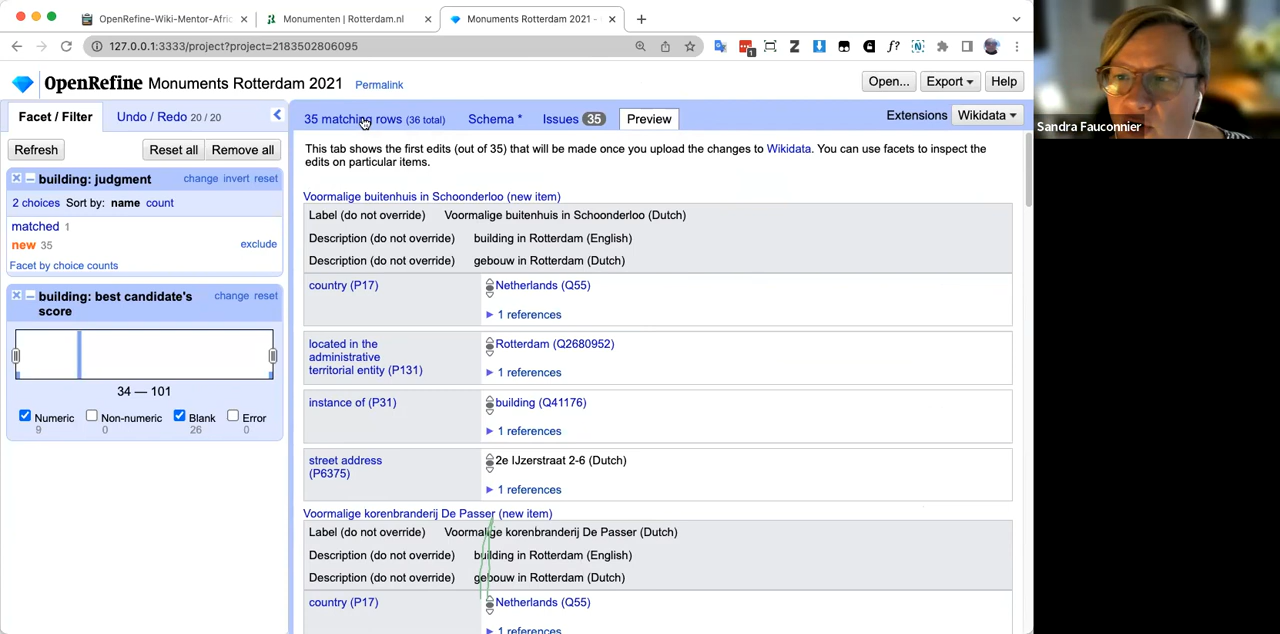 OpenRefine-Wiki-Mentor-Afric
Monumenten | Rotterdam.nl
Monuments Rotterdam 2021 -
127.0.0.1:3333/project?project=2183502806095
OpenRefine Monuments Rotterdam 2021 Permalink
Open... Export Help
Facet / Filter Undo / Redo 20 / 20
35 matching rows (36 total) Schema * Issues 35 Preview
Extensions Wikidata
Refresh Reset all Remove all
building: judgment change invert reset
2 choices Sort by: name count
matched 1
new 35 exclude
Facet by choice counts
building: best candidate's score change reset
34 — 101
Numeric 9
Non-numeric 0
Blank 26
Error 0
This tab shows the first edits (out of 35) that will be made once you upload the changes to Wikidata. You can use facets to inspect the
edits on particular items.
Voormalige buitenhuis in Schoonderloo (new item)
Label (do not override) Voormalige buitenhuis in Schoonderloo (Dutch)
Description (do not override) building in Rotterdam (English)
Description (do not override) gebouw in Rotterdam (Dutch)
country (P17) Netherlands (Q55)
1 references
located in the administrative territorial entity (P131) Rotterdam (Q2680952)
1 references
instance of (P31) building (Q41176)
1 references
street address (P6375) 2e IJzerstraat 2-6 (Dutch)
1 references
Voormalige korenbranderij De Passer (new item)
Label (do not override) Voormalige korenbranderij De Passer (Dutch)
Description (do not override) building in Rotterdam (English)
Description (do not override) gebouw in Rotterdam (Dutch)
country (P17) Netherlands (Q55)
1 references
Sandra Fauconnier